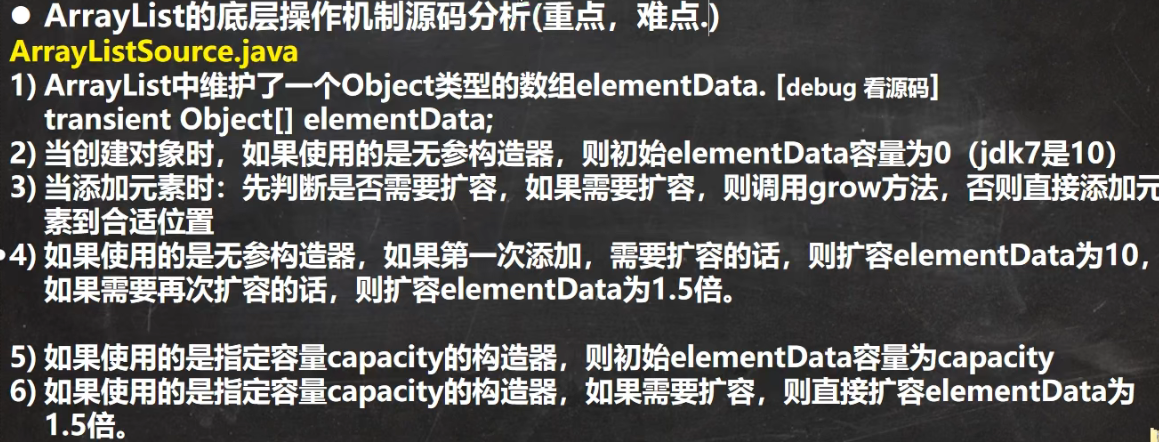 ● ArrayList的底层操作机制源码分析(重点，难点.)
ArrayListSource.java
1) ArrayList中维护了一个Object类型的数组elementData. [debug 看源码]
transient Object[] elementData;
2) 当创建对象时，如果使用的是无参构造器，则初始elementData容量为0（jdk7是10）
3) 当添加元素时：先判断是否需要扩容，如果需要扩容，则调用grow方法，否则直接添加元
素到合适位置
4) 如果使用的是无参构造器，如果第一次添加，需要扩容的话，则扩容elementData为10，
如果需要再次扩容的话，则扩容elementData为1.5倍。
5) 如果使用的是指定容量capacity的构造器，则初始elementData容量为capacity
6) 如果使用的是指定容量capacity的构造器，如果需要扩容，则直接扩容elementData为
1.5倍。